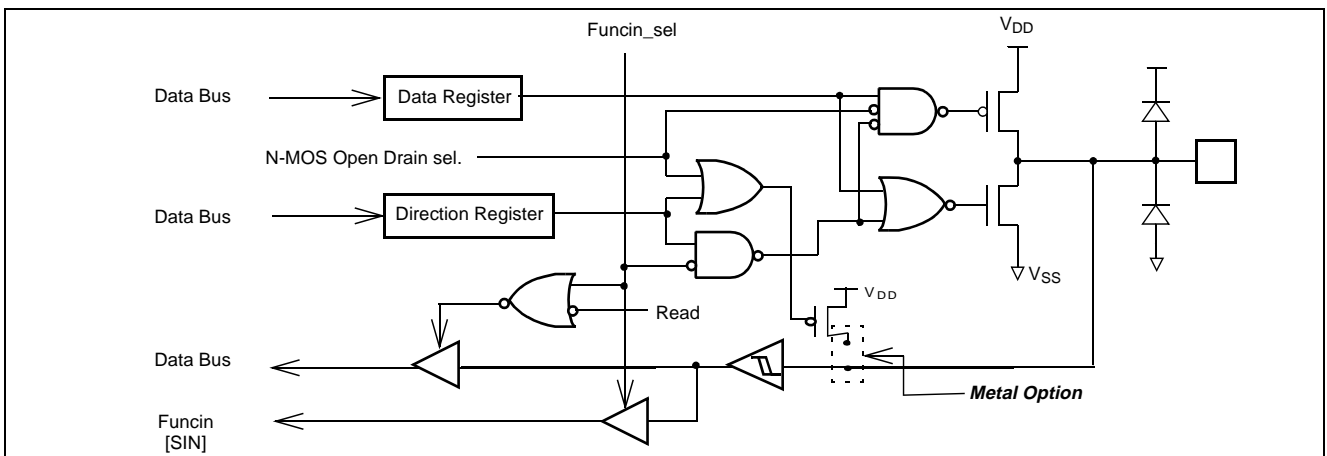 Funcin_sel
VDD
Data Bus
Data Register
N-MOS Open Drain sel.
Data Bus
Direction Register
VSS
VDD
Read
Data Bus
Metal Option
Funcin
[SIN]